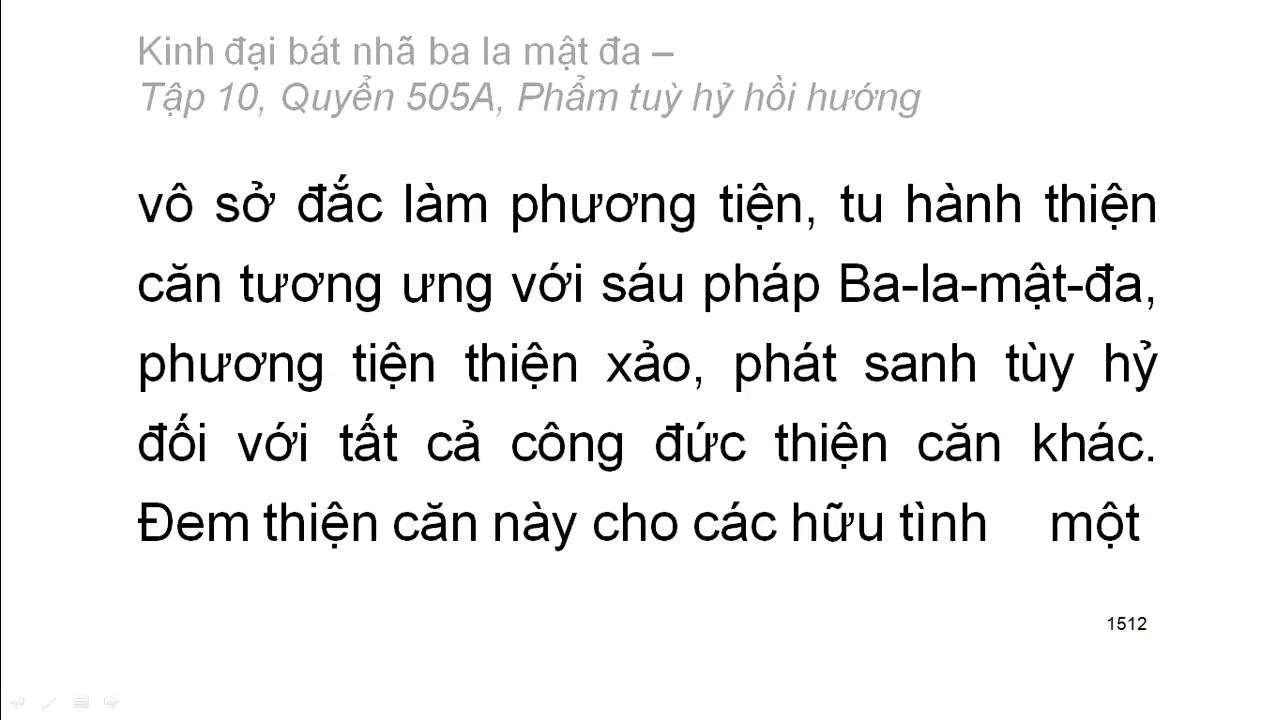 Kinh đại bát nhã ba la mật đa –
Tập 10, Quyển 505A, Phẩm tuỳ hỷ hồi hướng
vô sở đắc làm phương tiện, tu hành thiện
căn tương ưng với sáu pháp Ba-la-mật-đa,
phương tiện thiện xảo, phát sanh tùy hỷ
đối với tất cả công đức thiện căn khác.
Đem thiện căn này cho các hữu tình một
1512